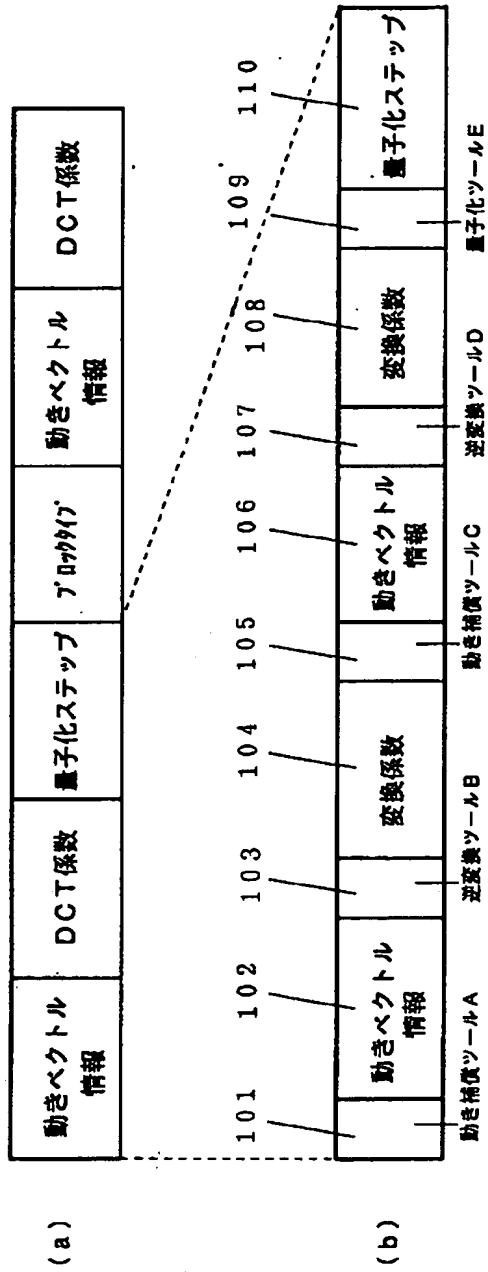 (a)
動きベクトル
情報
DCT係数
量子化ステップ
ブロックタイプ
動きベクトル
情報
DCT係数
101
102
103
104
105
106
107
108
109
110
(b)
動きベクトル
情報
変換係数
動きベクトル
情報
変換係数
量子化ステップ
動き補償ツールA
逆変換ツールB
動き補償ツールC
逆変換ツールD
量子化ツールE